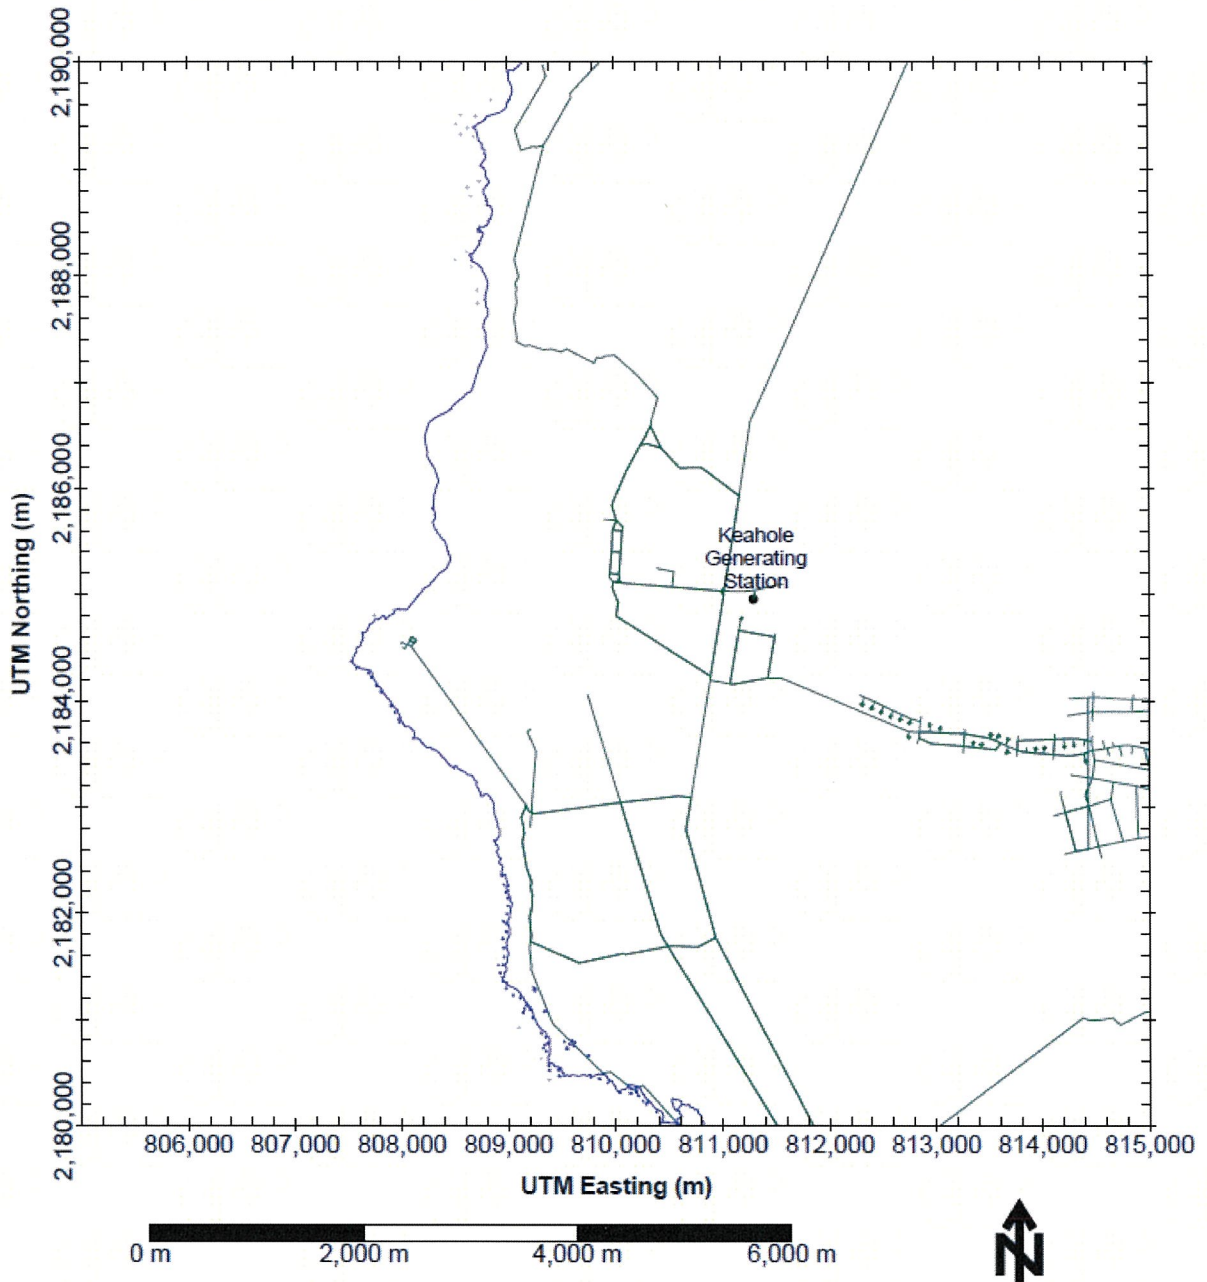 2,190,000
2,188,000
2,186,000
2,184,000
2,182,000
2,180,000
UTM Northing (m)
Keahole
Generating
Station
806,000 807,000 808,000 809,000 810,000 811,000 812,000 813,000 814,000 815,000
UTM Easting (m)
0 m 2,000 m 4,000 m 6,000 m
N